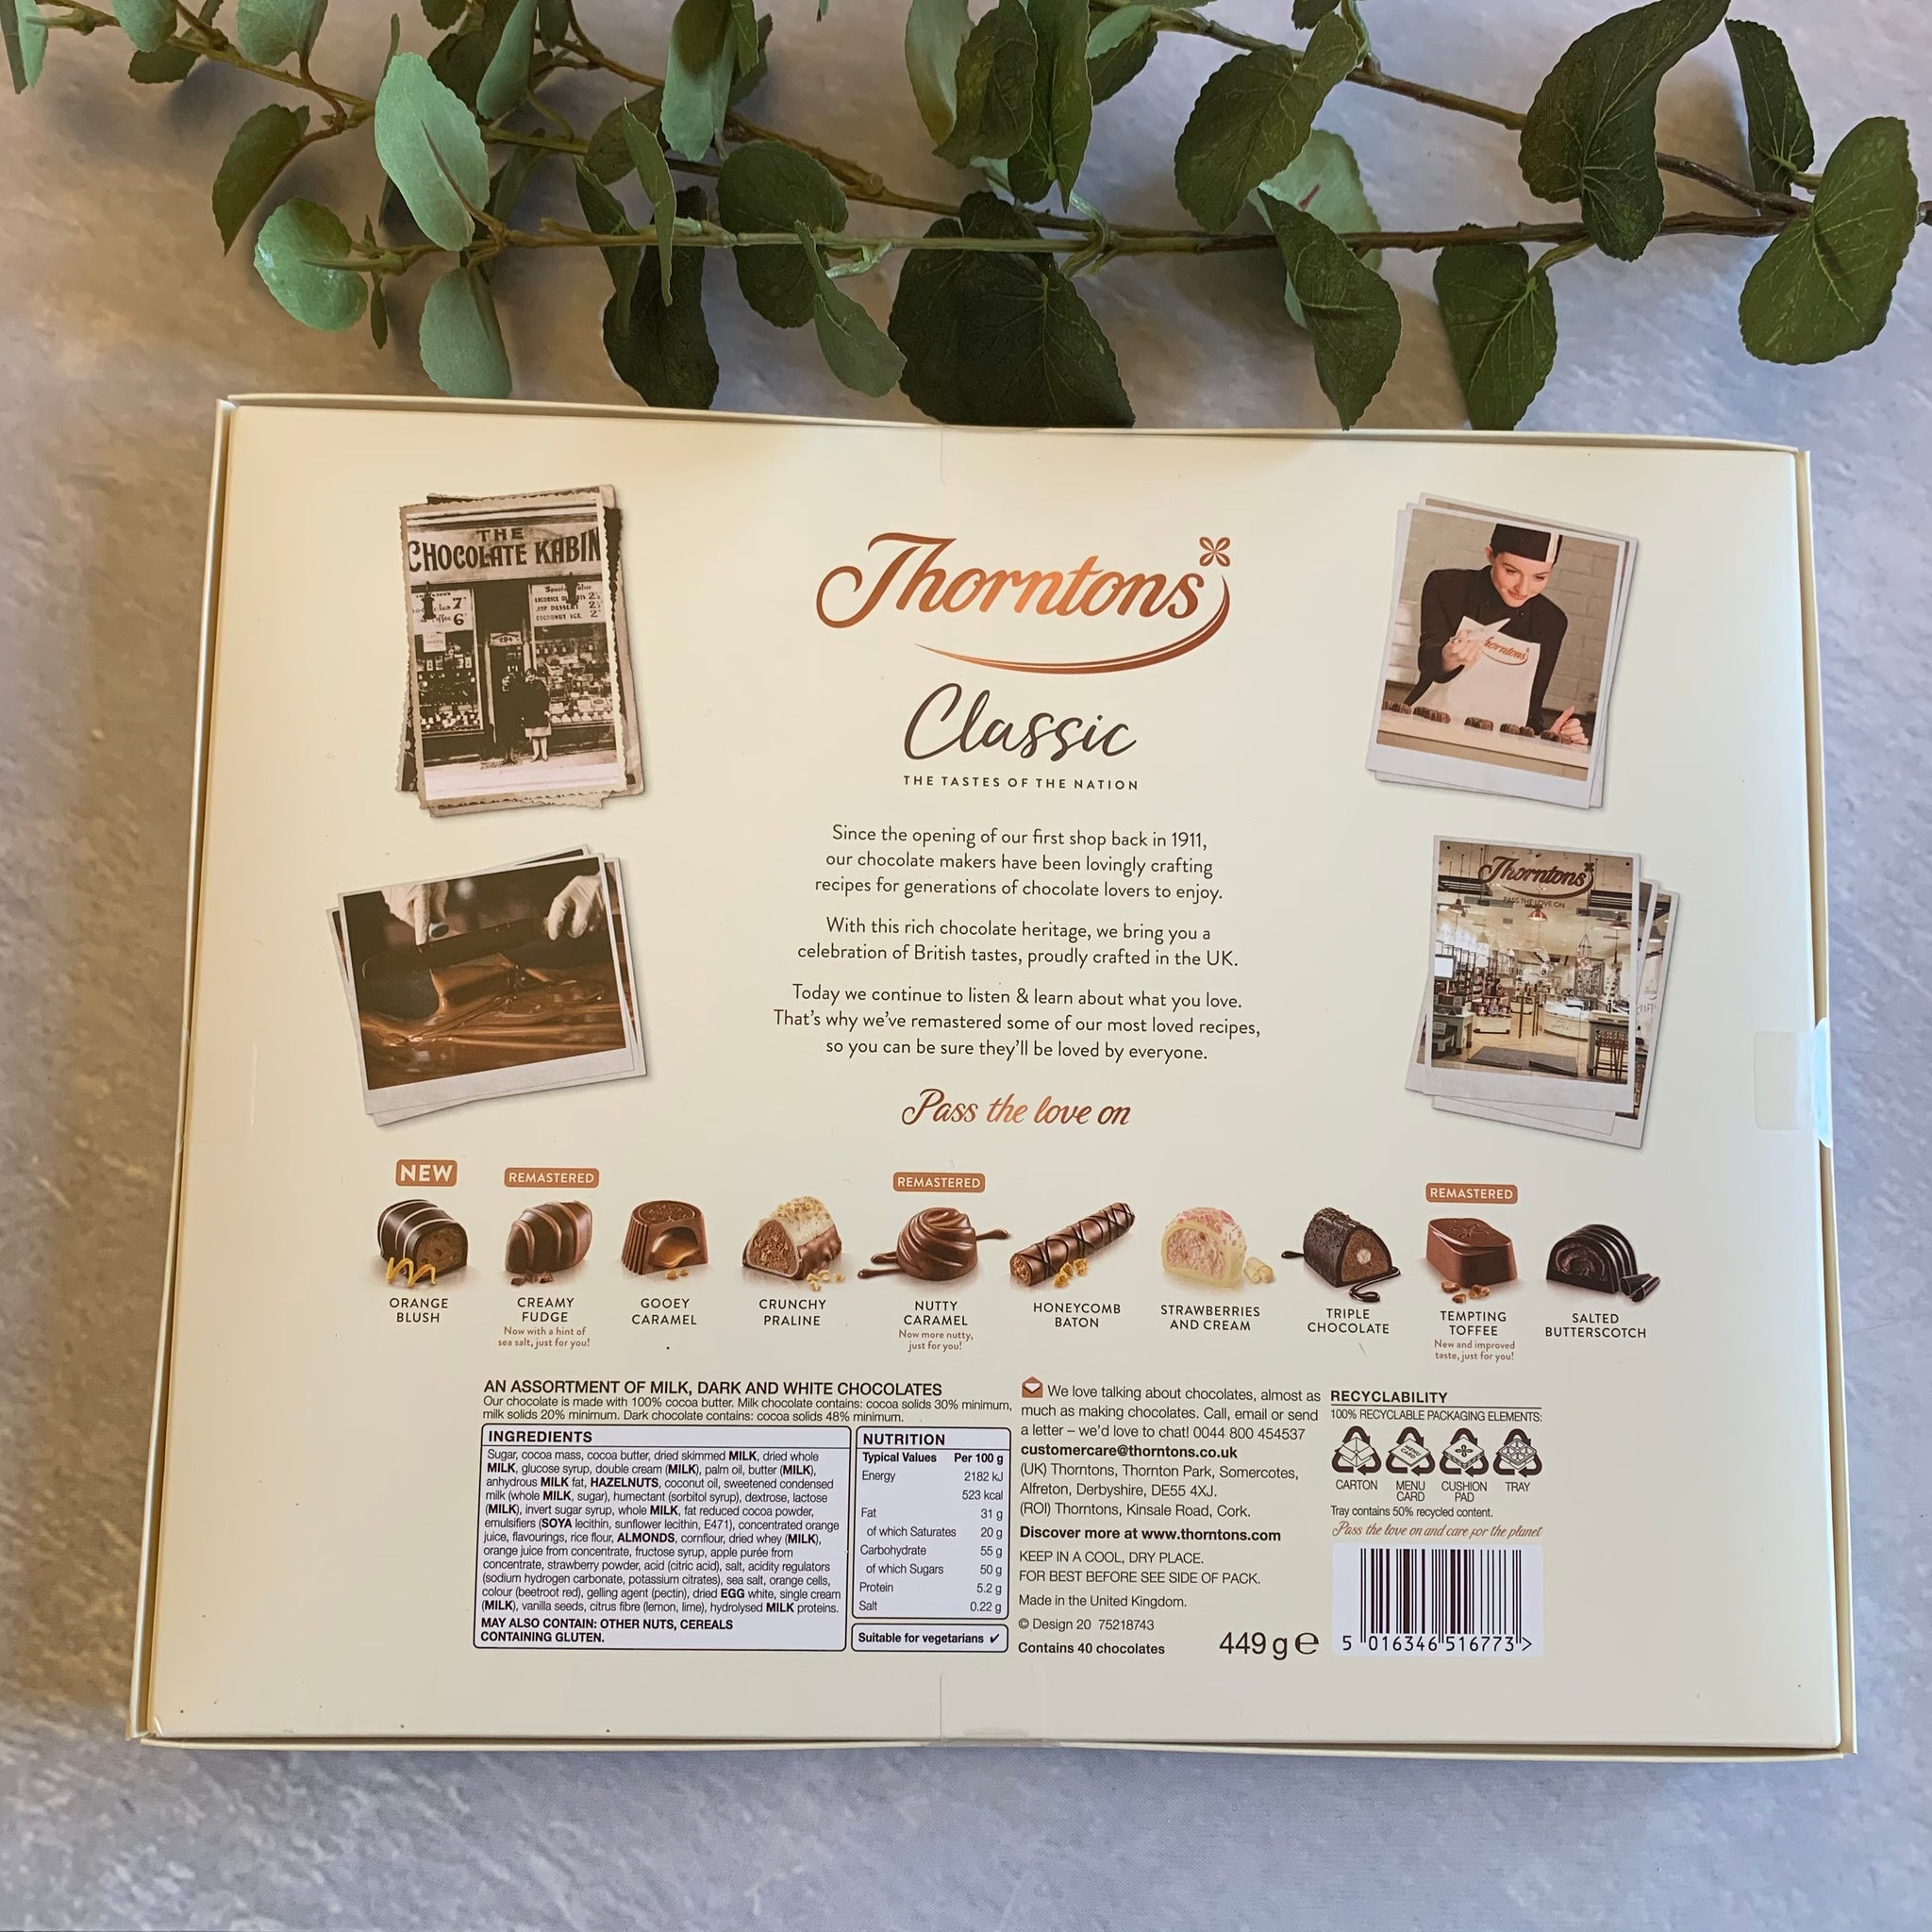 THE
CHOCOLATE KABIN
7
6
Thorntons
Classic
THE TASTES OF THE NATION
Since the opening of our first shop back in 1911,
our chocolate makers have been lovingly crafting
recipes for generations of chocolate lovers to enjoy.
With this rich chocolate heritage, we bring you a
celebration of British tastes, proudly crafted in the UK.
Today we continue to listen & learn about what you love.
That's why we've remastered some of our most loved recipes,
so you can be sure they'll be loved by everyone.
Pass the love on
Thorntons
Thorntons
PASS THE LOVE ON
NEW
ORANGE
BLUSH
REMASTERED
CREAMY
FUDGE
Now with a hint of
sea salt, just for you!
GOOEY
CARAMEL
CRUNCHY
PRALINE
REMASTERED
NUTTY
CARAMEL
Now more nutty,
just for you!
HONEYCOMB
BATON
STRAWBERRIES
AND CREAM
TRIPLE
CHOCOLATE
REMASTERED
TEMPTING
TOFFEE
New and improved
taste, just for you!
SALTED
BUTTERSCOTCH
AN ASSORTMENT OF MILK, DARK AND WHITE CHOCOLATES
Our chocolate is made with 100% cocoa butter. Milk chocolate contains: cocoa solids 30% minimum,
milk solids 20% minimum. Dark chocolate contains: cocoa solids 48% minimum.
INGREDIENTS
Sugar, cocoa mass, cocoa butter, dried skimmed MILK, dried whole
MILK, glucose syrup, double cream (MILK), palm oil, butter (MILK),
anhydrous MILK fat, HAZELNUTS, coconut oil, sweetened condensed
milk (whole MILK, sugar), humectant (sorbitol syrup), dextrose, lactose
(MILK), invert sugar syrup, whole MILK, fat reduced cocoa powder,
emulsifiers (SOYA lecithin, sunflower lecithin, E471), concentrated orange
juice, flavourings, rice flour, ALMONDS, cornflour, dried whey (MILK),
orange juice from concentrate, fructose syrup, apple purée from
concentrate, strawberry powder, acid (citric acid), salt, acidity regulators
(sodium hydrogen carbonate, potassium citrates), sea salt, orange cells,
colour (beetroot red), gelling agent (pectin), dried EGG white, single cream
(MILK), vanilla seeds, citrus fibre (lemon, lime), hydrolysed MILK proteins.
MAY ALSO CONTAIN: OTHER NUTS, CEREALS
CONTAINING GLUTEN.
NUTRITION
Typical Values Per 100 g
Energy 2182 kJ
523 kcal
Fat 31 g
of which Saturates 20 g
Carbohydrate 55 g
of which Sugars 50 g
Protein 5.2 g
Salt 0.22 g
Suitable for vegetarians ✓
We love talking about chocolates, almost as
much as making chocolates. Call, email or send
a letter – we'd love to chat! 0044 800 454537
customercare@thorntons.co.uk
(UK) Thorntons, Thornton Park, Somercotes,
Alfreton, Derbyshire, DE55 4XJ.
(ROI) Thorntons, Kinsale Road, Cork.
Discover more at www.thorntons.com
KEEP IN A COOL, DRY PLACE.
FOR BEST BEFORE SEE SIDE OF PACK.
Made in the United Kingdom.
© Design 20 75218743
Contains 40 chocolates
449 g e
RECYCLABILITY
100% RECYCLABLE PACKAGING ELEMENTS:
CARTON
MENU
CARD
CUSHION
PAD
TRAY
Tray contains 50% recycled content.
Pass the love on and care for the planet
5 016346 516773 >